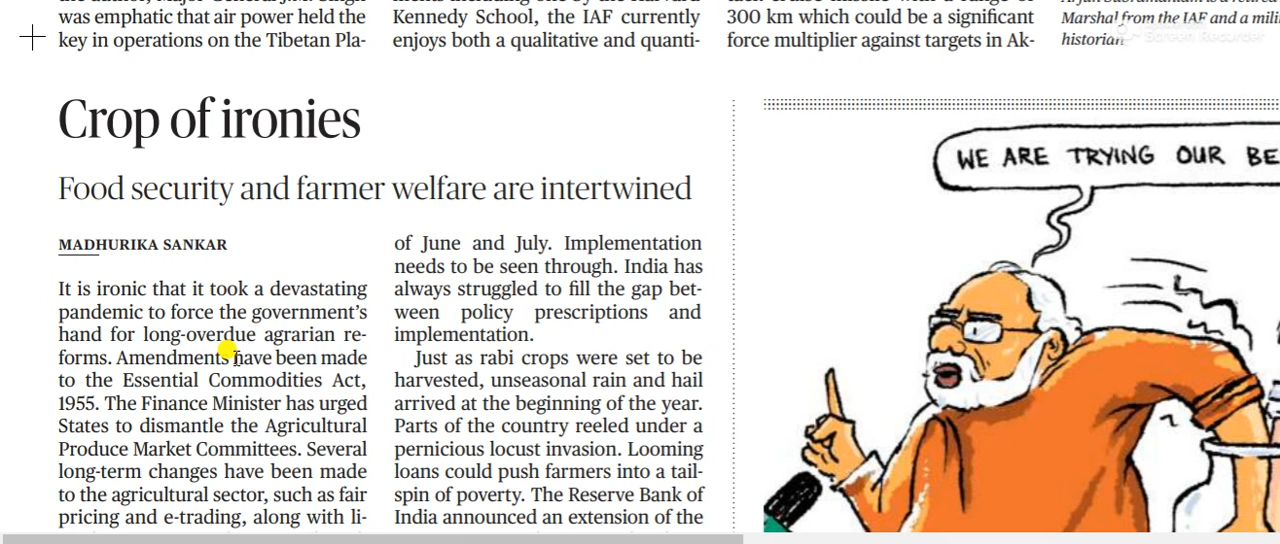 was emphatic that air power held the
key in operations on the Tibetan Pla-
Kennedy School, the IAF currently
enjoys both a qualitative and quanti-
300 km which could be a significant
force multiplier against targets in Ak-
Marshal from the IAF and a mili
historian
Screen Recorder
Crop of ironies
Food security and farmer welfare are intertwined
MADHURIKA SANKAR
It is ironic that it took a devastating
pandemic to force the government's
hand for long-overdue agrarian re-
forms. Amendments have been made
to the Essential Commodities Act,
1955. The Finance Minister has urged
States to dismantle the Agricultural
Produce Market Committees. Several
long-term changes have been made
to the agricultural sector, such as fair
pricing and e-trading, along with li-
of June and July. Implementation
needs to be seen through. India has
always struggled to fill the gap bet-
ween policy prescriptions and
implementation.
Just as rabi crops were set to be
harvested, unseasonal rain and hail
arrived at the beginning of the year.
Parts of the country reeled under a
pernicious locust invasion. Looming
loans could push farmers into a tail-
spin of poverty. The Reserve Bank of
India announced an extension of the
WE ARE TRYING OUR BE